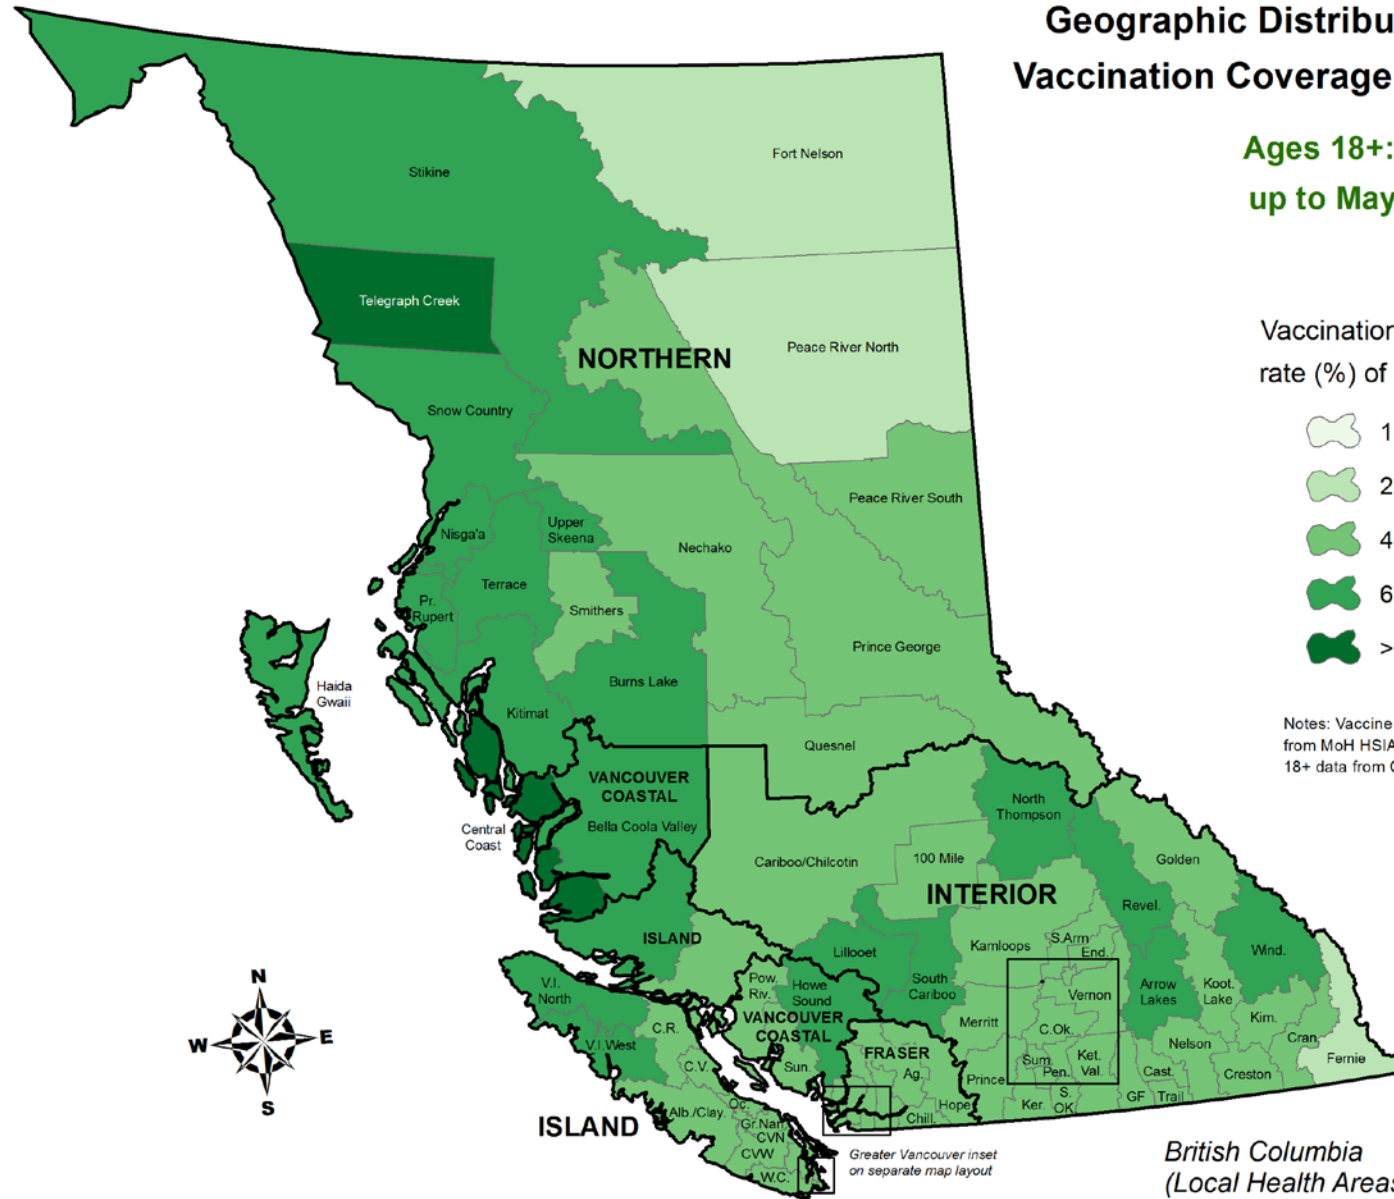 Geographic Distribu
Vaccination Coverage
Ages 18+:
up to May
Vaccination
rate (%) of
1
2
4
6
>
Notes: Vaccine
from MoH HSIA
18+ data from
Fort Nelson
Stikine
Telegraph Creek
Peace River North
NORTHERN
Snow Country
Peace River South
Nisga'a
Upper
Skeena
Nechako
Terrace
Smithers
Pr.
Rupert
Prince George
Haida
Gwaii
Burns Lake
Kitimat
Quesnel
VANCOUVER
COASTAL
Bella Coola Valley
Central
Coast
North
Thompson
Cariboo/Chilcotin
100 Mile
Golden
INTERIOR
Revel.
ISLAND
Lillooet
Kamloops
S.Arm
End.
Wind.
V.I.
North
Pow.
Riv.
Howe
Sound
South
Cariboo
Vernon
Arrow
Lakes
Koot.
Lake
VANCOUVER
COASTAL
C.R.
Merritt
C.Ok.
Kim.
V.I.West
FRASER
Cran.
Nelson
Fernie
C.V.
Sun.
Ag.
Prince
Sum.
Pen.
Ket.
Val.
Cast.
Creston
Alb./Clay.
Oc.
Hope
Ker.
S.
OK
GF
Trail
Chill.
Gr.Nan
CVN
CVW
W.C.
ISLAND
N
W
E
S
Greater Vancouver inset
on separate map layout
British Columbia
(Local Health Areas